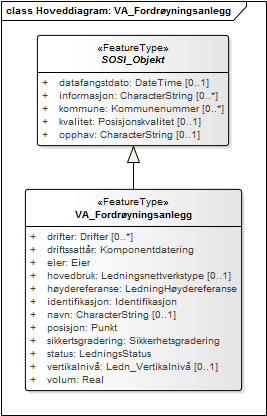 class Hoveddiagram: VA_Fordrøyningsanlegg
«FeatureType»
SOSI_Objekt
+ datafangstdato: DateTime [0..1]
+ informasjon: CharacterString [0..*]
+ kommune: Kommunenummer [0..*]
+ kvalitet: Posisjonskvalitet [0..1]
+ opphav: CharacterString [0..1]
«FeatureType»
VA_Fordrøyningsanlegg
+ drifter: Drifter [0..*]
+ driftssattår: Komponentdatering
+ eier: Eier
+ hovedbruk: Ledningsnettverkstype [0..1]
+ høydereferanse: LedningHøydereferanse
+ identifikasjon: Identifikasjon
+ navn: CharacterString [0..1]
+ posisjon: Punkt
+ sikkertsgradering: Sikkerhetsgradering
+ status: LedningsStatus
+ vertikalnivå: Ledn_Vertikalnivå [0..1]
+ volum: Real